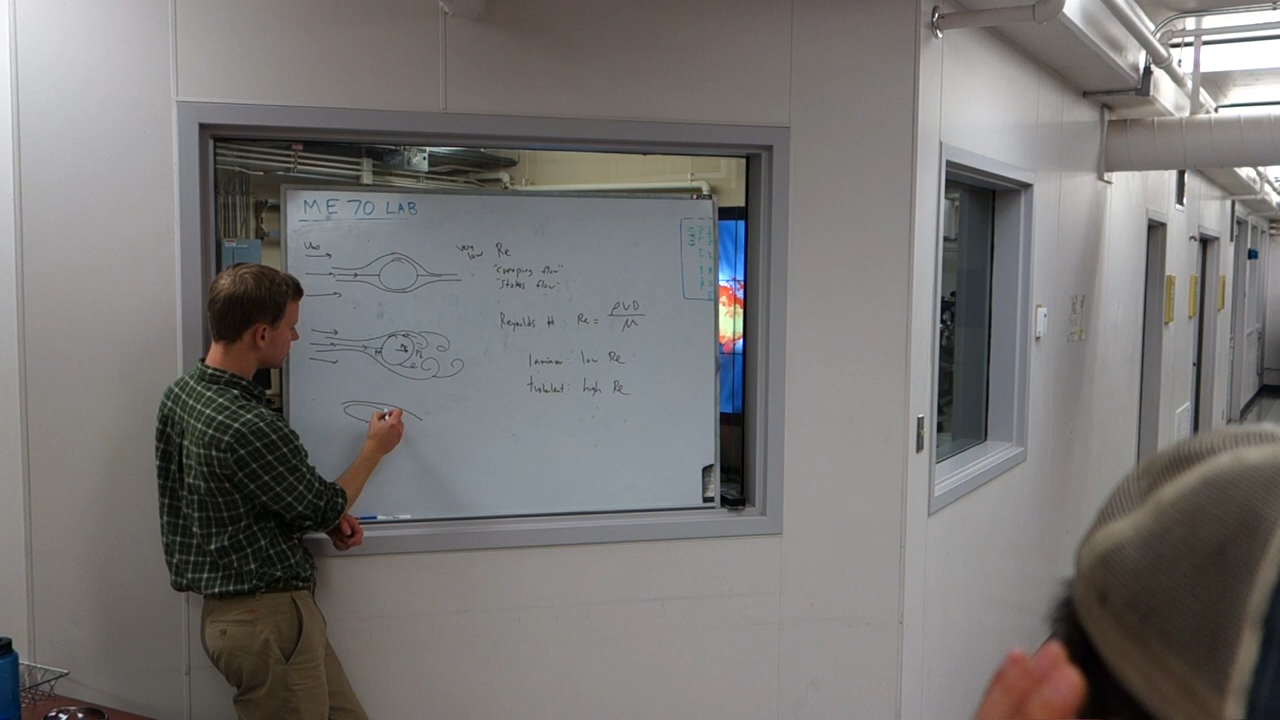 ME 70 LAB
U∞
very low Re
"creeping flow"
"Stokes flow"
Reynolds # : Re = ρVD / μ
laminar : low Re
turbulent : high Re